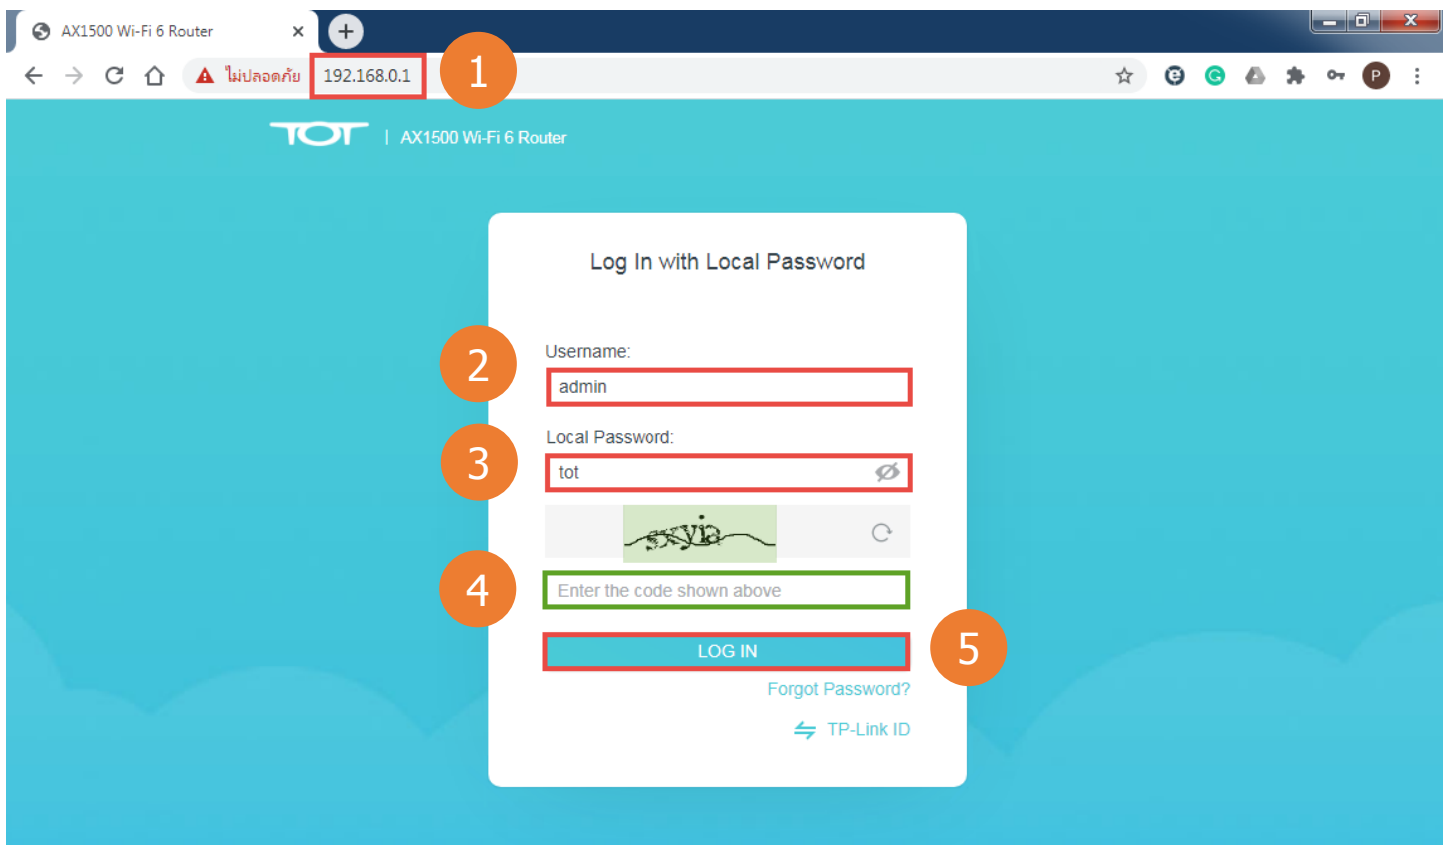 AX1500 Wi-Fi 6 Router
ไม่ปลอดภัย 192.168.0.1
1
P
TOT | AX1500 Wi-Fi 6 Router
Log In with Local Password
2
Username:
admin
3
Local Password:
tot
sxyia
4
Enter the code shown above
LOG IN
5
Forgot Password?
TP-Link ID